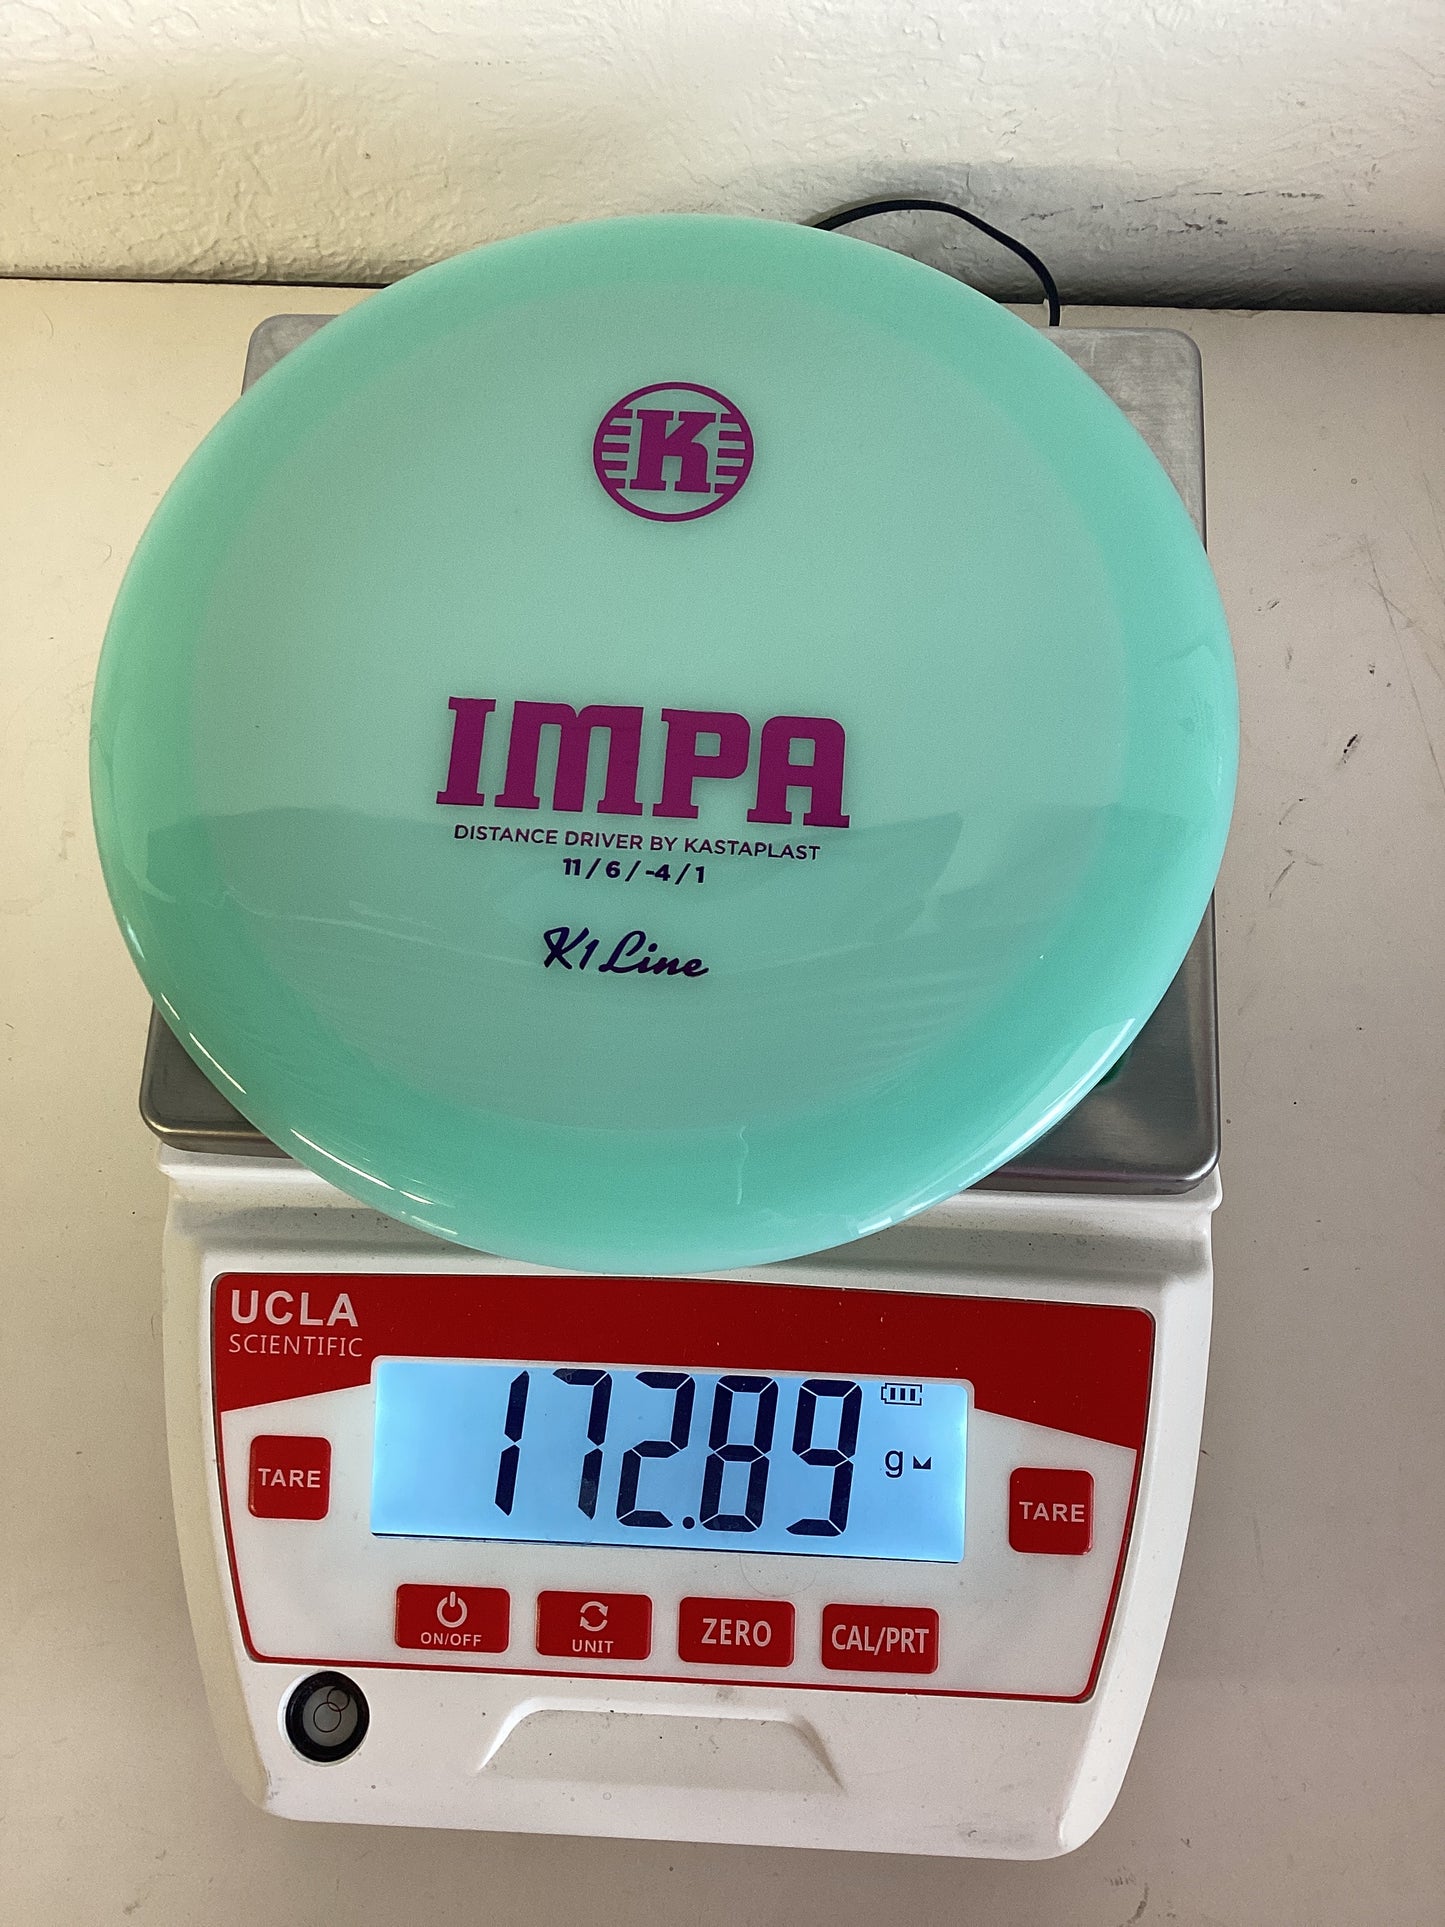 K
IMPA
DISTANCE DRIVER BY KASTAPLAST
11 / 6 / -4 / 1
K1 Line
UCLA
SCIENTIFIC
172.89 g
TARE
TARE
ON/OFF
UNIT
ZERO
CAL/PRT